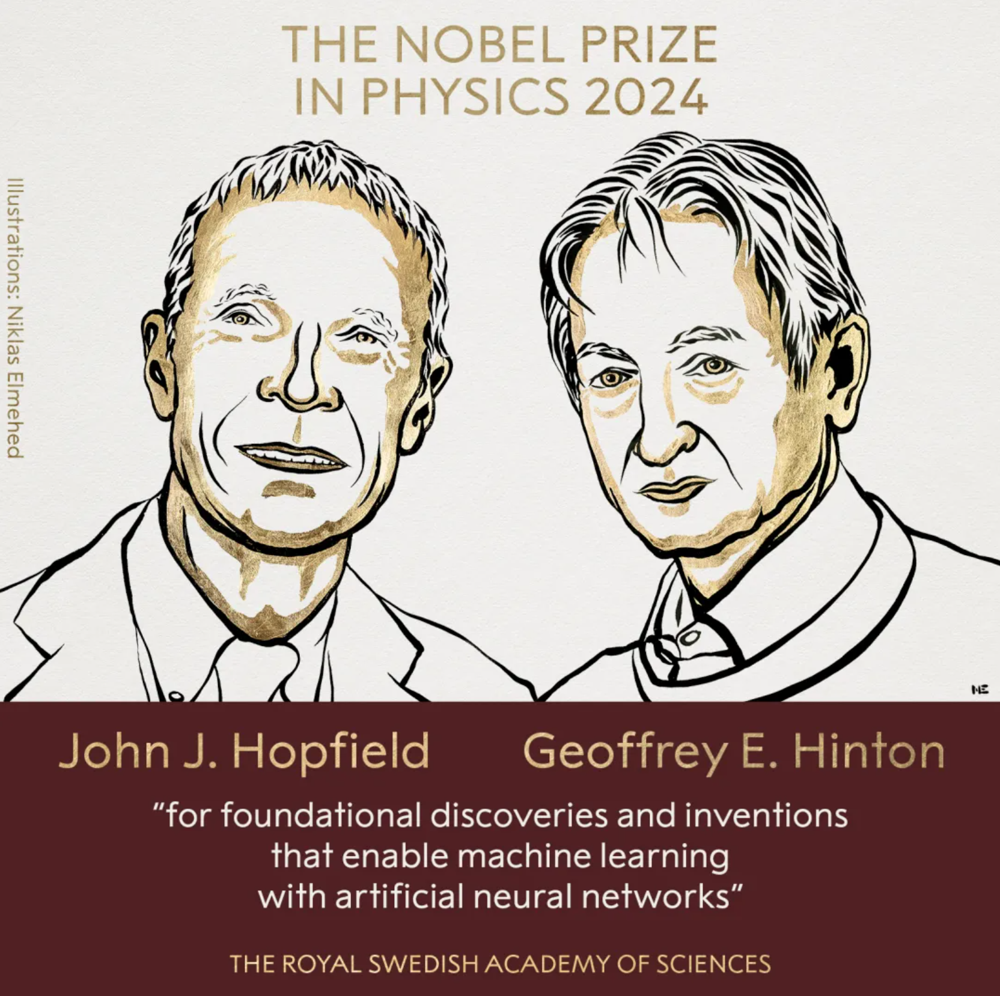 THE NOBEL PRIZE
IN PHYSICS 2024
Illustrations: Niklas Elmehed
NE
John J. Hopfield
Geoffrey E. Hinton
“for foundational discoveries and inventions
that enable machine learning
with artificial neural networks”
THE ROYAL SWEDISH ACADEMY OF SCIENCES